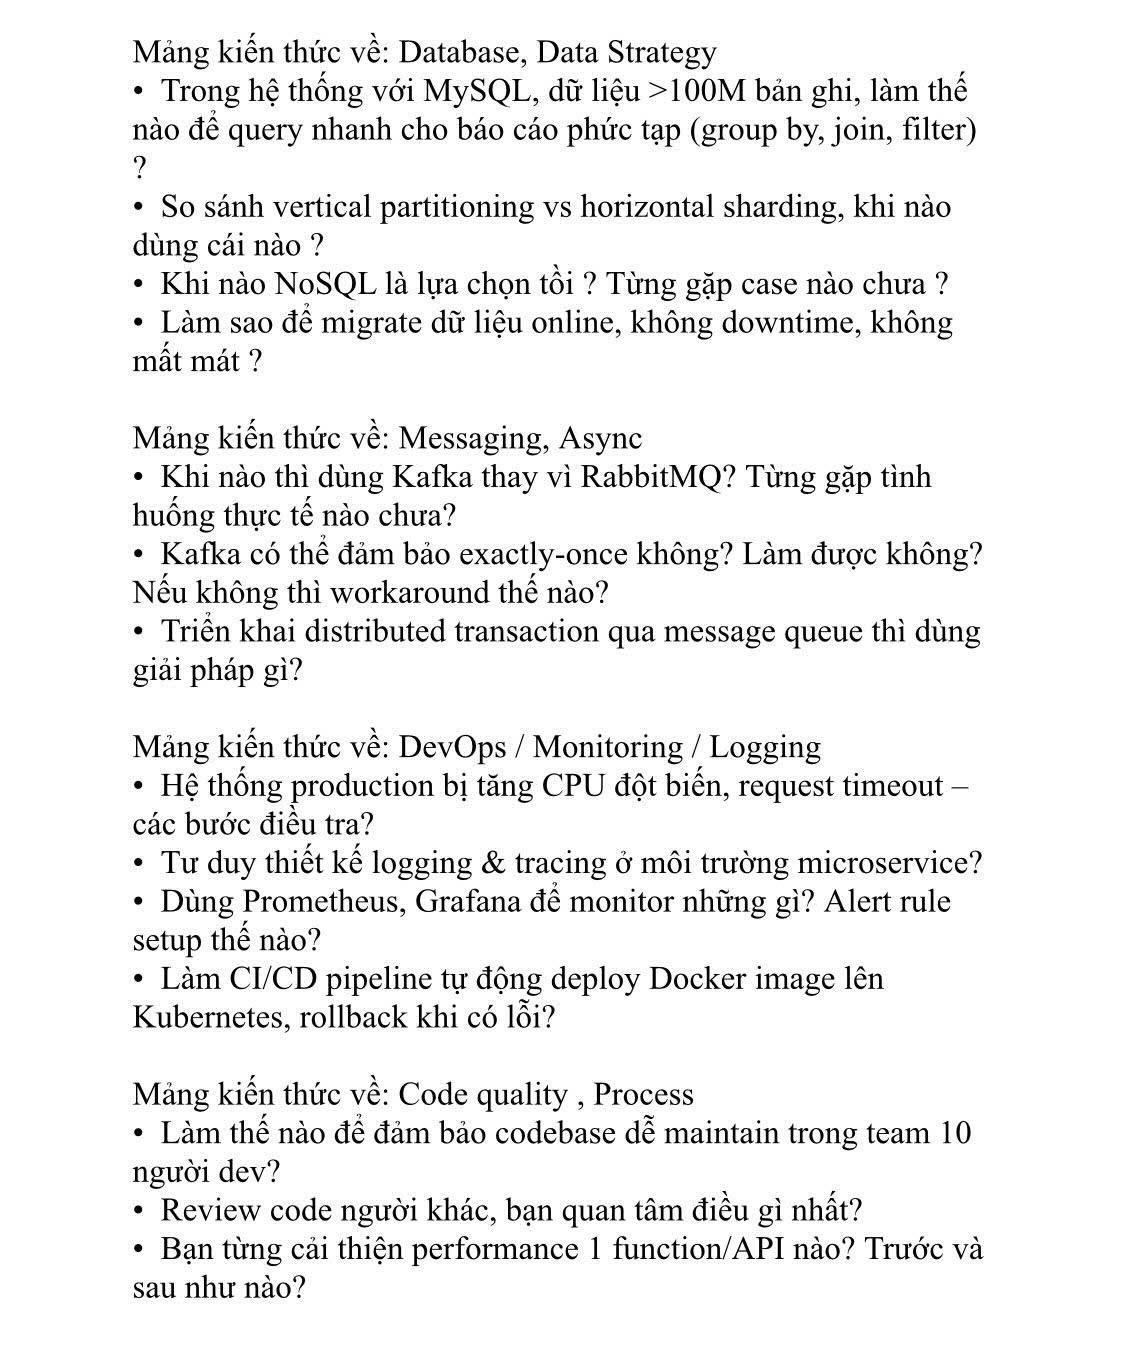 Mảng kiến thức về: Database, Data Strategy
• Trong hệ thống với MySQL, dữ liệu >100M bản ghi, làm thế
nào để query nhanh cho báo cáo phức tạp (group by, join, filter)
?
• So sánh vertical partitioning vs horizontal sharding, khi nào
dùng cái nào ?
• Khi nào NoSQL là lựa chọn tồi ? Từng gặp case nào chưa ?
• Làm sao để migrate dữ liệu online, không downtime, không
mất mát ?
Mảng kiến thức về: Messaging, Async
• Khi nào thì dùng Kafka thay vì RabbitMQ? Từng gặp tình
huống thực tế nào chưa?
• Kafka có thể đảm bảo exactly-once không? Làm được không?
Nếu không thì workaround thế nào?
• Triển khai distributed transaction qua message queue thì dùng
giải pháp gì?
Mảng kiến thức về: DevOps / Monitoring / Logging
• Hệ thống production bị tăng CPU đột biến, request timeout –
các bước điều tra?
• Tư duy thiết kế logging & tracing ở môi trường microservice?
• Dùng Prometheus, Grafana để monitor những gì? Alert rule
setup thế nào?
• Làm CI/CD pipeline tự động deploy Docker image lên
Kubernetes, rollback khi có lỗi?
Mảng kiến thức về: Code quality , Process
• Làm thế nào để đảm bảo codebase dễ maintain trong team 10
người dev?
• Review code người khác, bạn quan tâm điều gì nhất?
• Bạn từng cải thiện performance 1 function/API nào? Trước và
sau như nào?